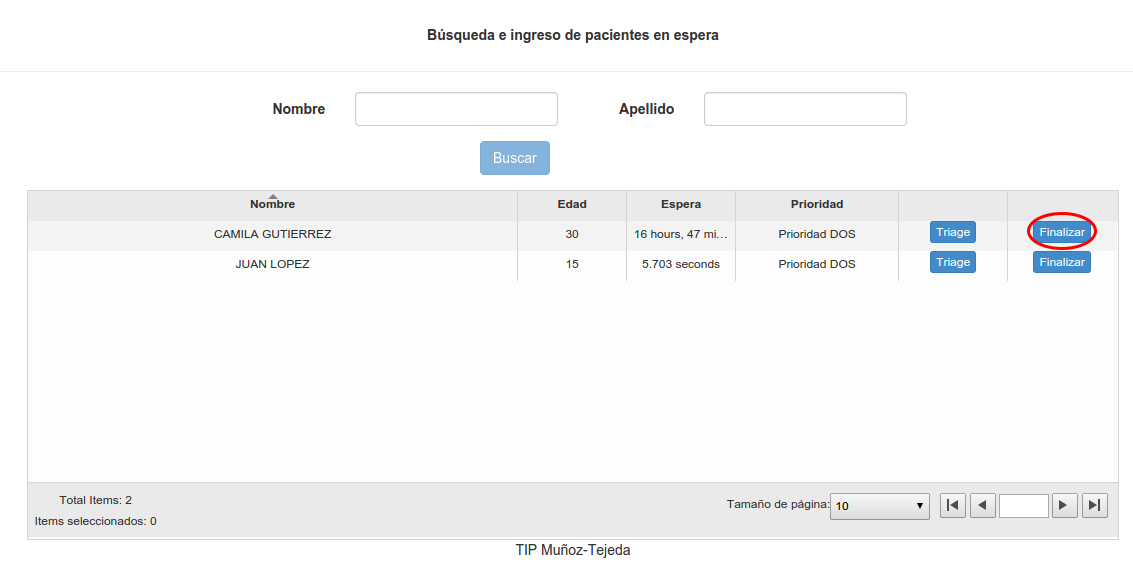 Búsqueda e ingreso de pacientes en espera
Nombre Apellido
Buscar
Nombre Edad Espera Prioridad
CAMILA GUTIERREZ 30 16 hours, 47 mi... Prioridad DOS Triage Finalizar
JUAN LOPEZ 15 5.703 seconds Prioridad DOS Triage Finalizar
Total Items: 2
Tamaño de página: 10
Items seleccionados: 0
TIP Muñoz-Tejeda